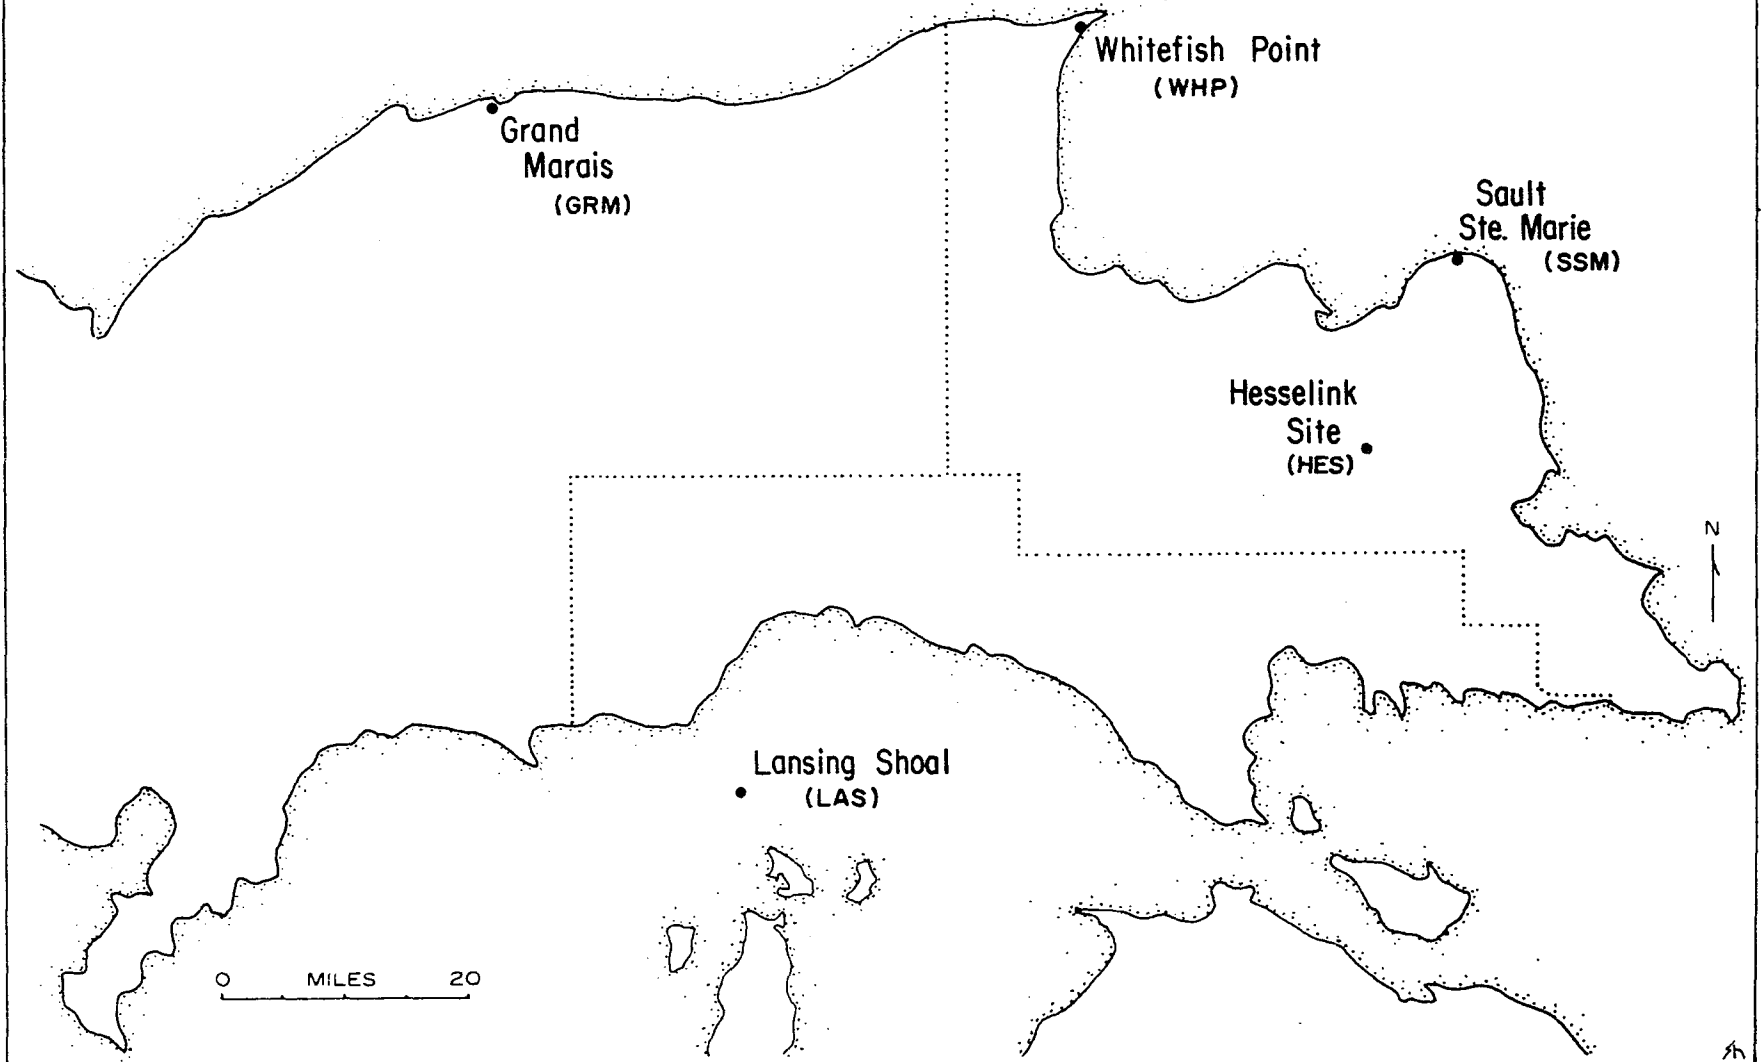 Whitefish Point
(WHP)
Grand
Marais
(GRM)
Sault
Ste. Marie
(SSM)
Hesselink
Site
(HES)
N
Lansing Shoal
(LAS)
0 MILES 20